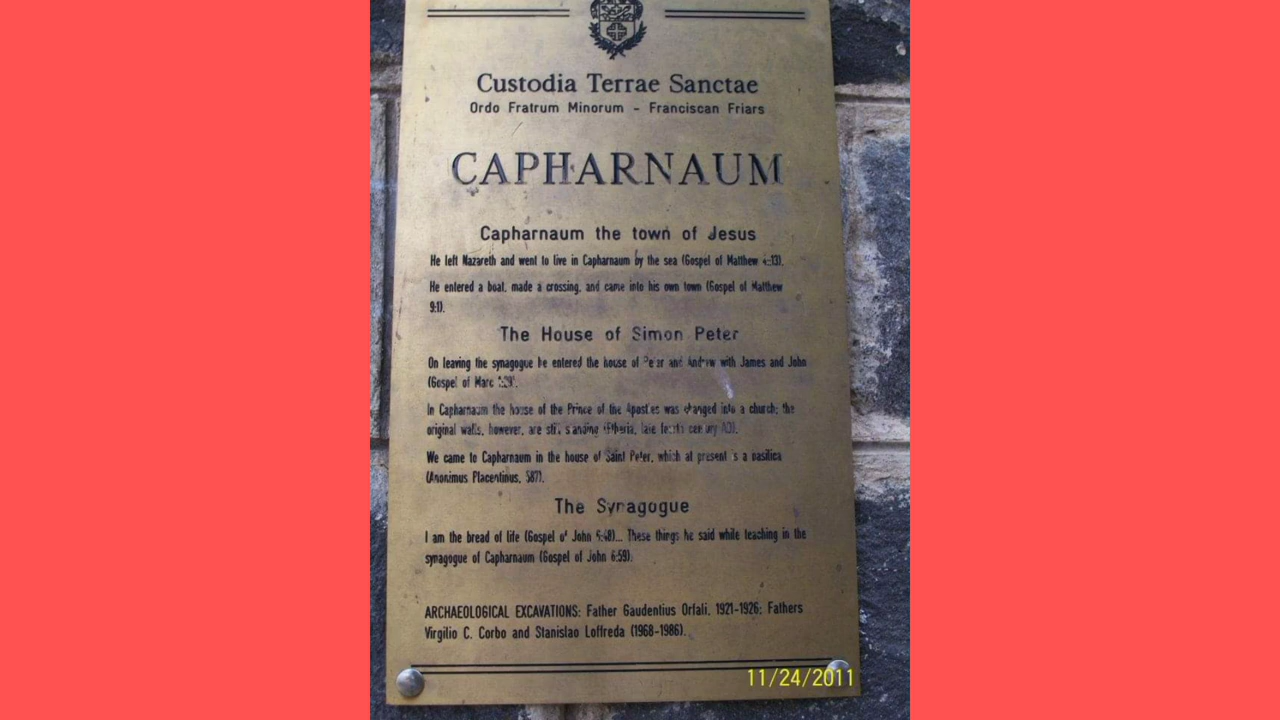 Custodia Terrae Sanctae
Ordo Fratrum Minorum - Franciscan Friars
CAPHARNAUM
Capharnaum the town of Jesus
He left Nazareth and went to live in Capharnaum by the sea (Gospel of Matthew 4:13).
He entered a boat, made a crossing, and came into his own town (Gospel of Matthew
9:1).
The House of Simon Peter
On leaving the synagogue he entered the house of Peter and Andrew with James and John
(Gospel of Marc 1:29).
In Capharnaum the house of the Prince of the Apostles was changed into a church; the
original walls, however, are still standing (Etheria, late fourth century AD).
We came to Capharnaum in the house of Saint Peter, which at present is a basilica
(Anonimus Placentinus, 587).
The Synagogue
I am the bread of life (Gospel of John 6:48)... These things he said while teaching in the
synagogue of Capharnaum (Gospel of John 6:59).
ARCHAEOLOGICAL EXCAVATIONS: Father Gaudentius Orfali, 1921-1926; Fathers
Virgilio C. Corbo and Stanislao Loffreda (1968-1986).
11/24/2011